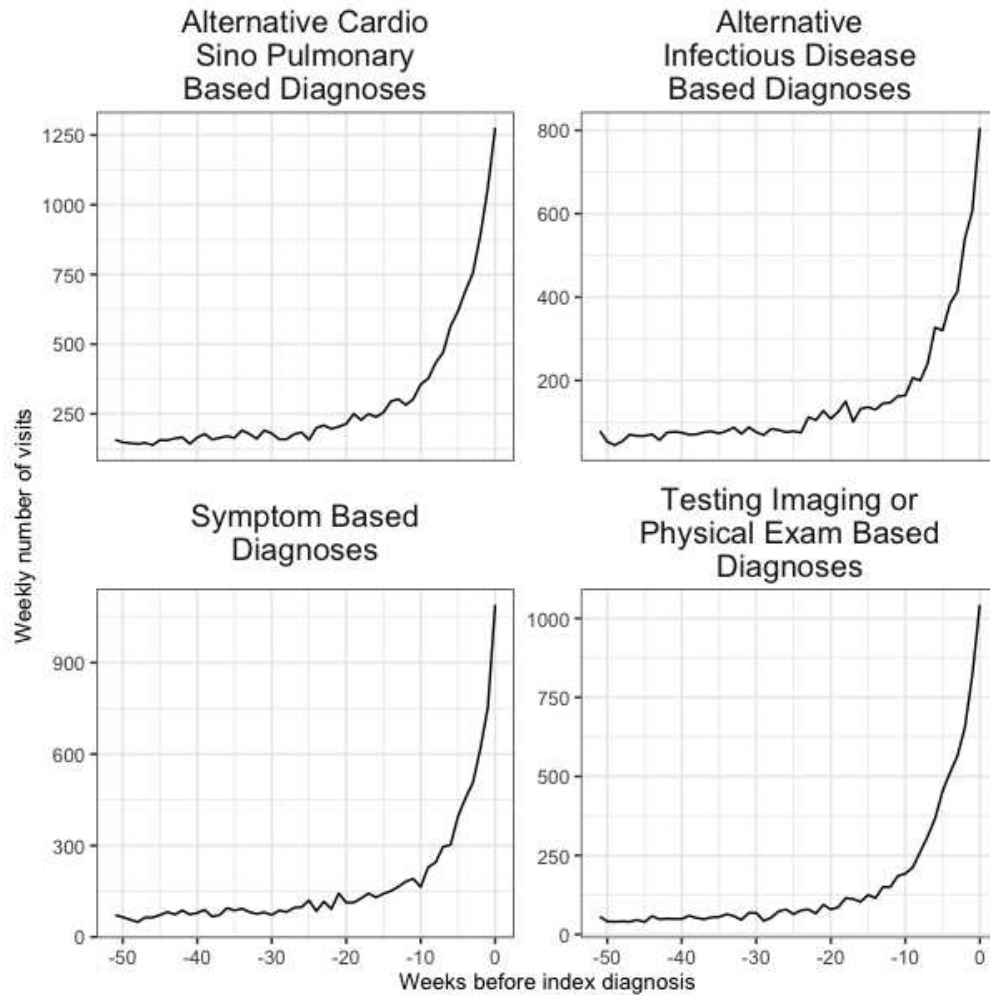 Alternative Cardio
Sino Pulmonary
Based Diagnoses
Alternative
Infectious Disease
Based Diagnoses
1250
1000
750
500
250
800
600
400
200
Symptom Based
Diagnoses
Testing Imaging or
Physical Exam Based
Diagnoses
900
600
300
0
1000
750
500
250
0
-50 -40 -30 -20 -10 0
-50 -40 -30 -20 -10 0
Weekly number of visits
Weeks before index diagnosis